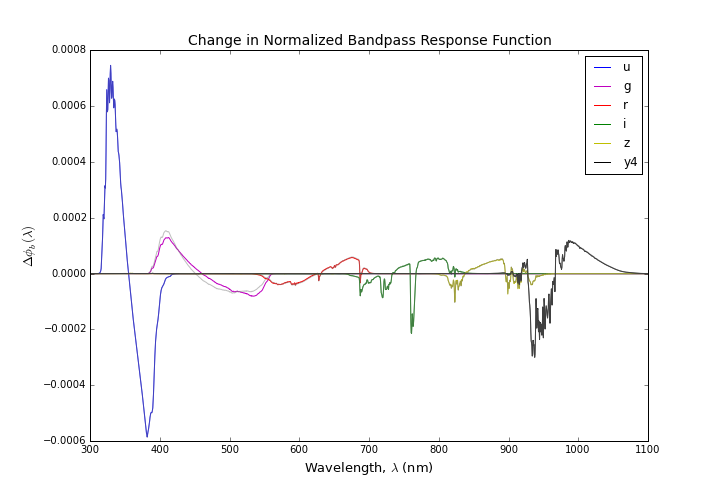 Change in Normalized Bandpass Response Function
0.0008
0.0006
0.0004
0.0002
0.0000
−0.0002
−0.0004
−0.0006
Δϕ_b(λ)
u
g
r
i
z
y4
300 400 500 600 700 800 900 1000 1100
Wavelength, λ (nm)